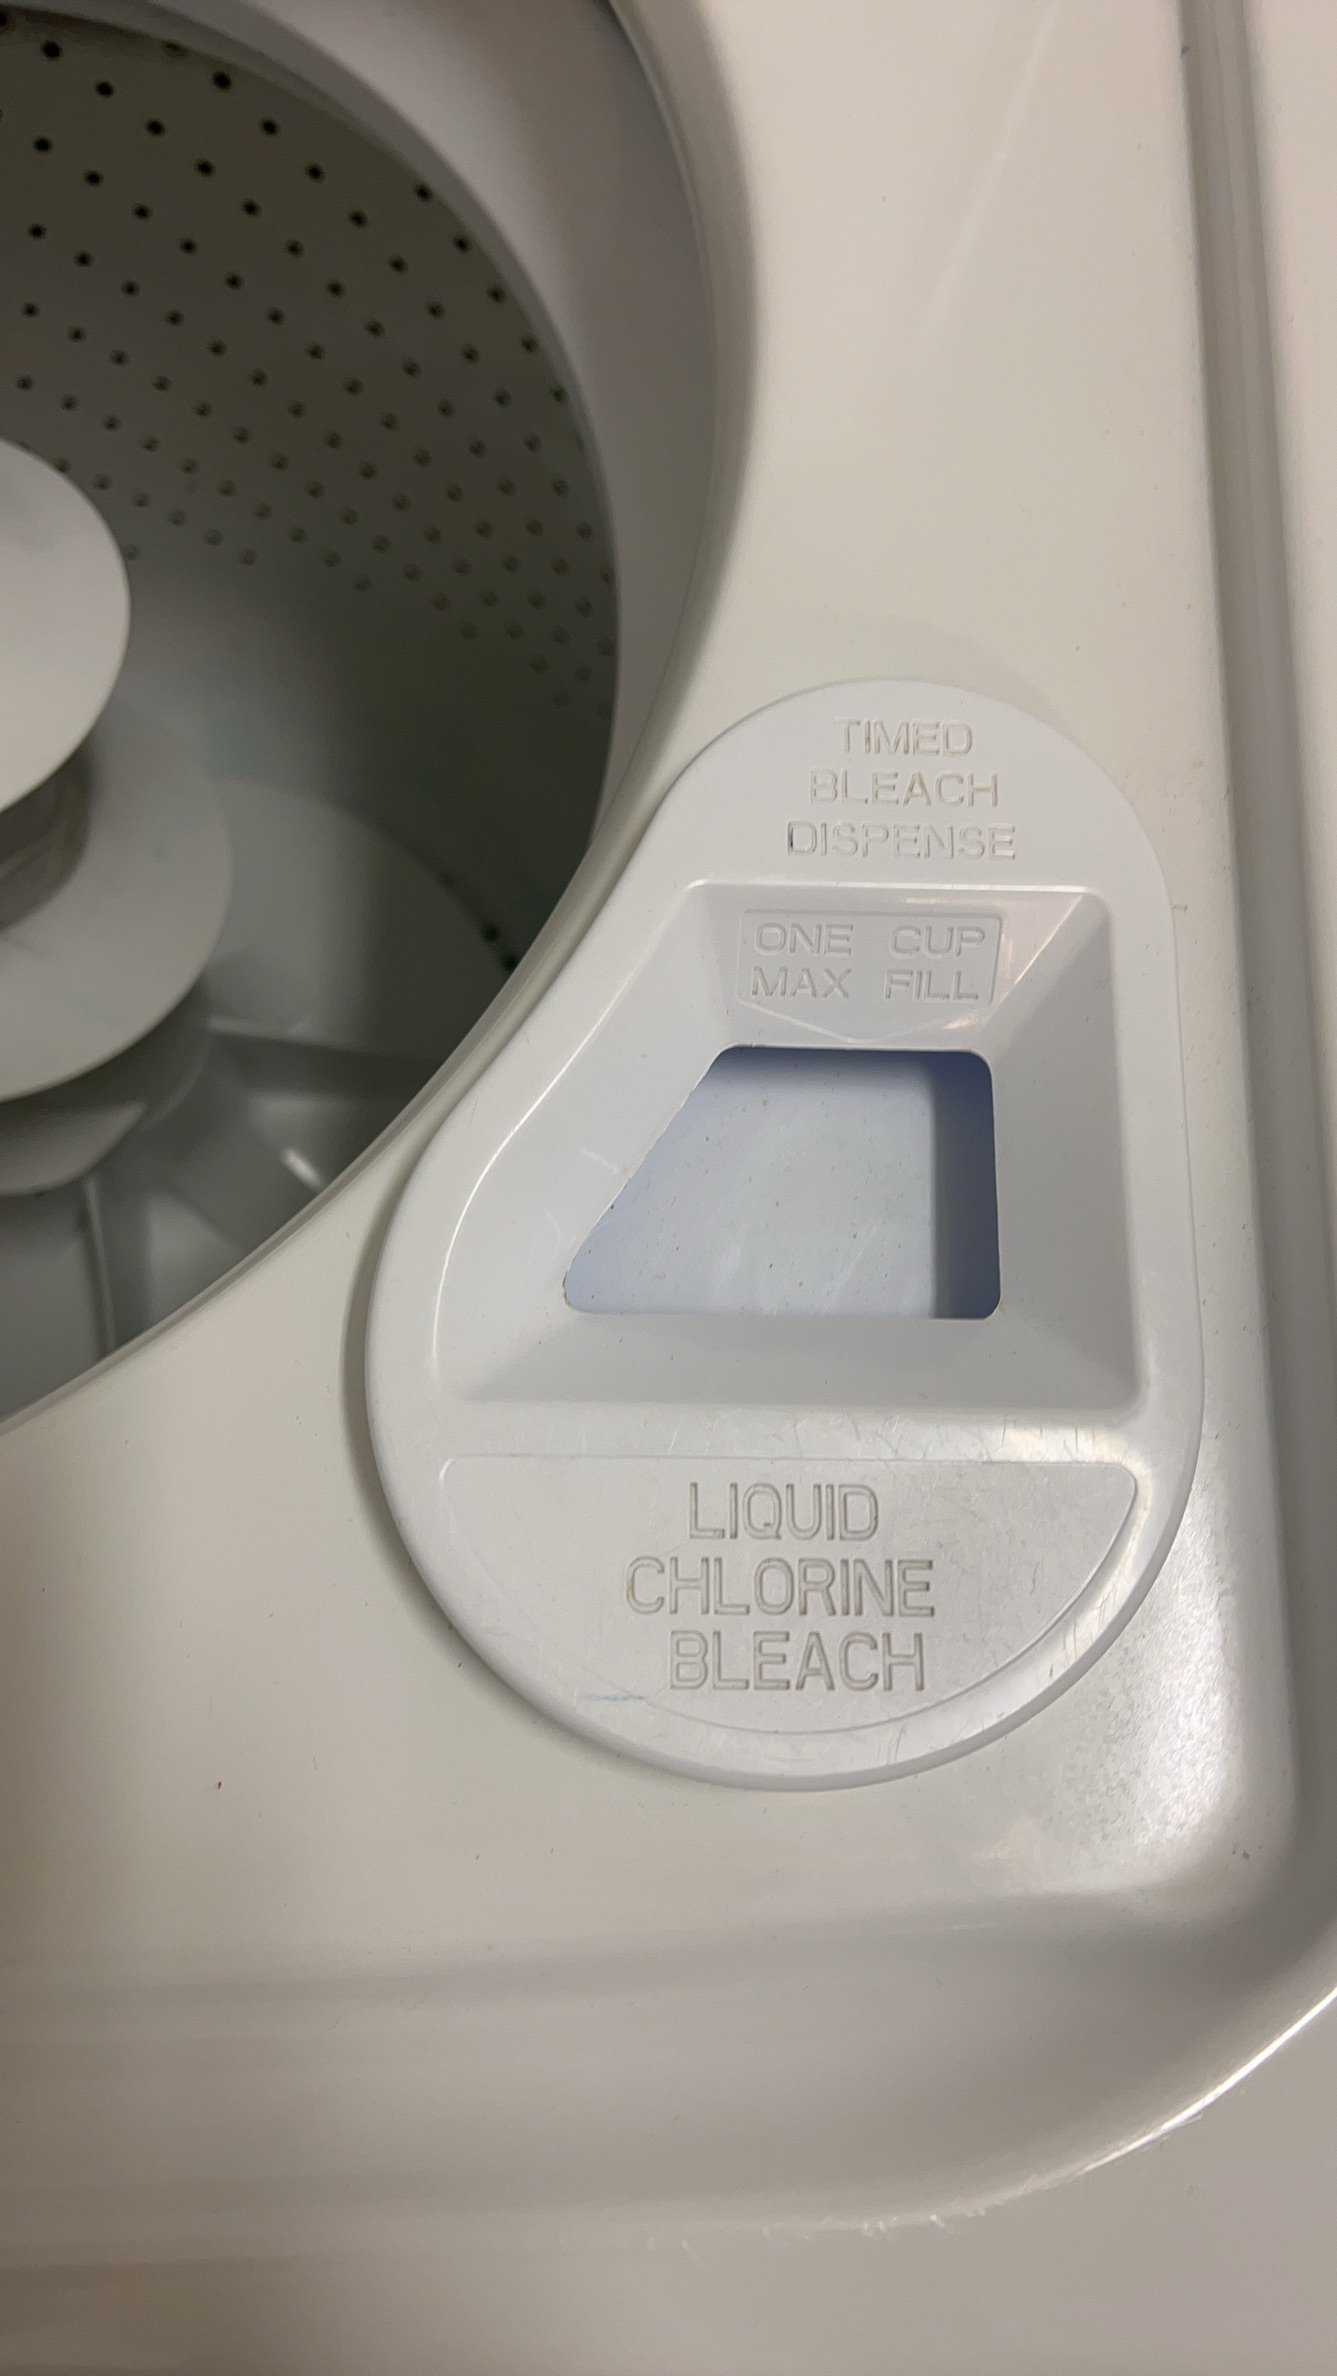 TIMED
BLEACH
DISPENSE
ONE CUP
MAX FILL
LIQUID
CHLORINE
BLEACH